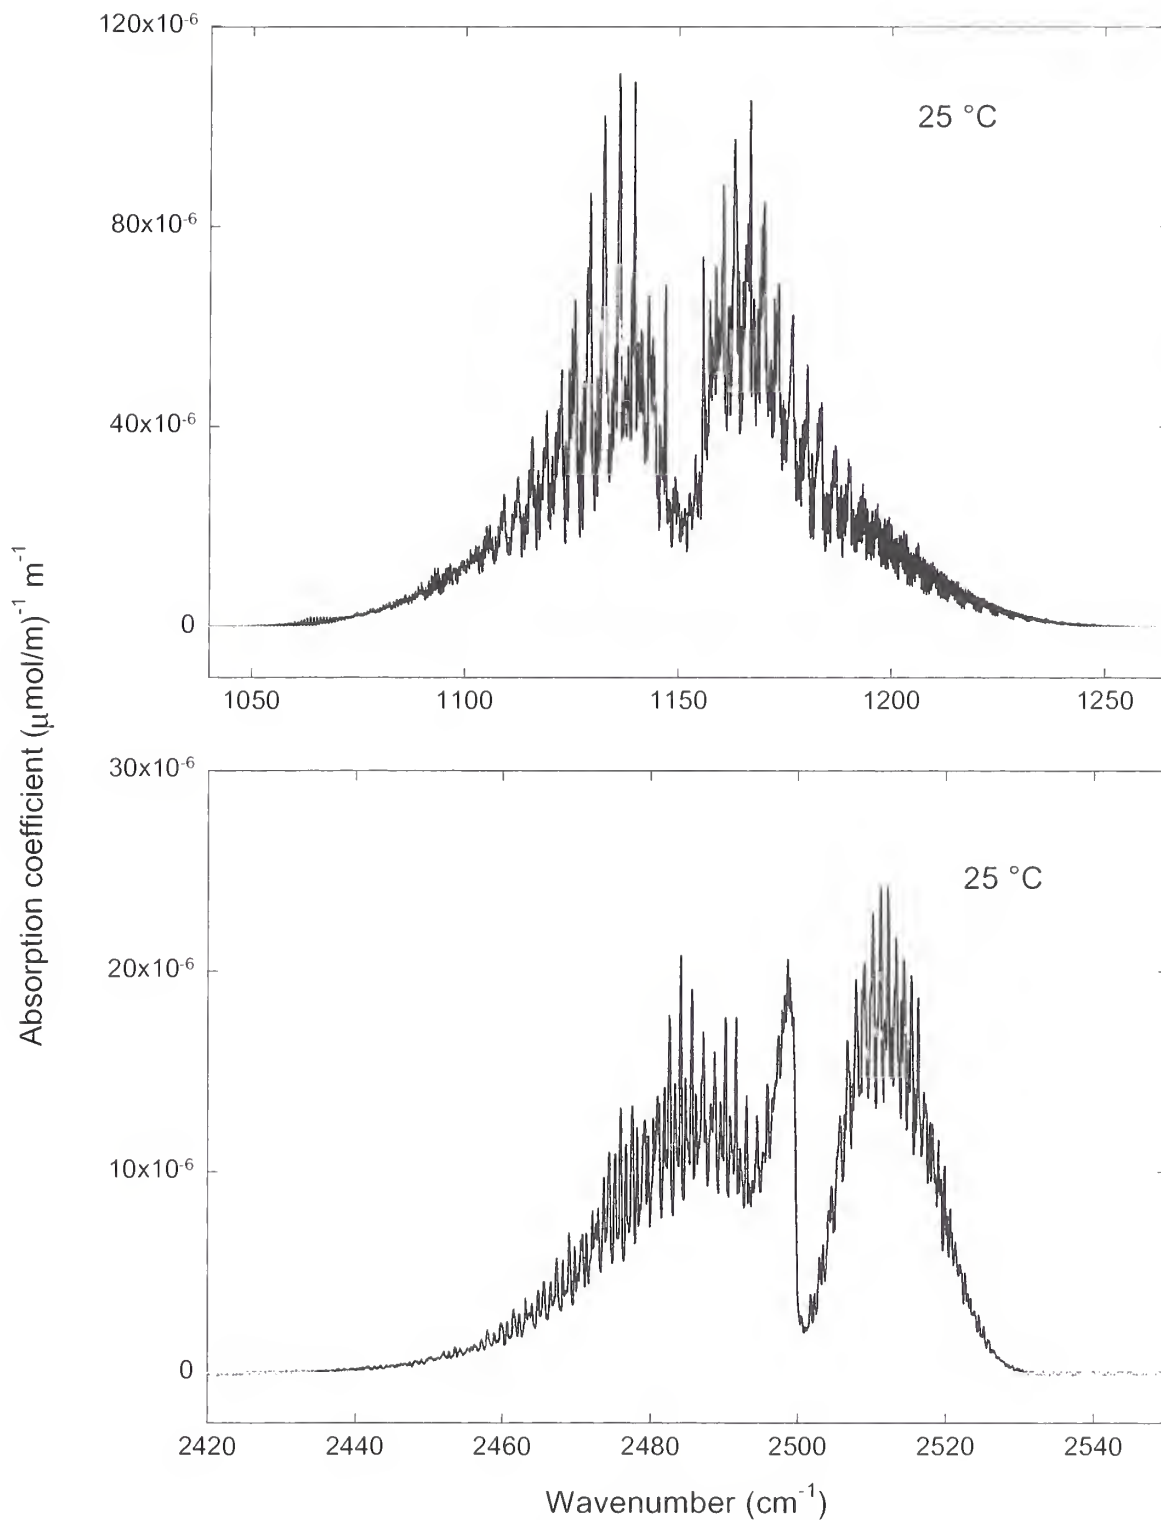 120x10⁻⁶
25 °C
80x10⁻⁶
40x10⁻⁶
0
1050 1100 1150 1200 1250
Absorption coefficient (μmol/m)⁻¹ m⁻¹
30x10⁻⁶
25 °C
20x10⁻⁶
10x10⁻⁶
0
2420 2440 2460 2480 2500 2520 2540
Wavenumber (cm⁻¹)